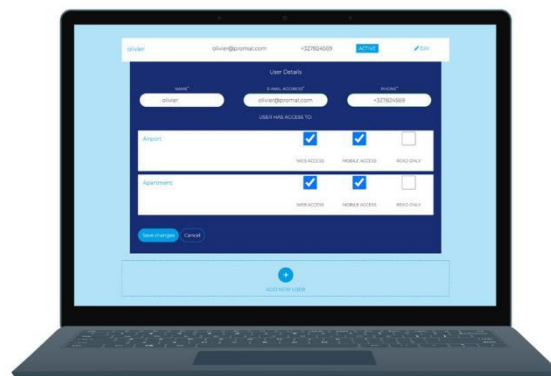 olivier olivier@promat.com +327824569 ACTIVE Edit
User Details
NAME* E-MAIL ADDRESS* PHONE*
olivier olivier@promat.com +327824569
USER HAS ACCESS TO:
Airport
WEB ACCESS MOBILE ACCESS READ ONLY
Apartment
WEB ACCESS MOBILE ACCESS READ ONLY
Save changes Cancel
+
ADD NEW USER